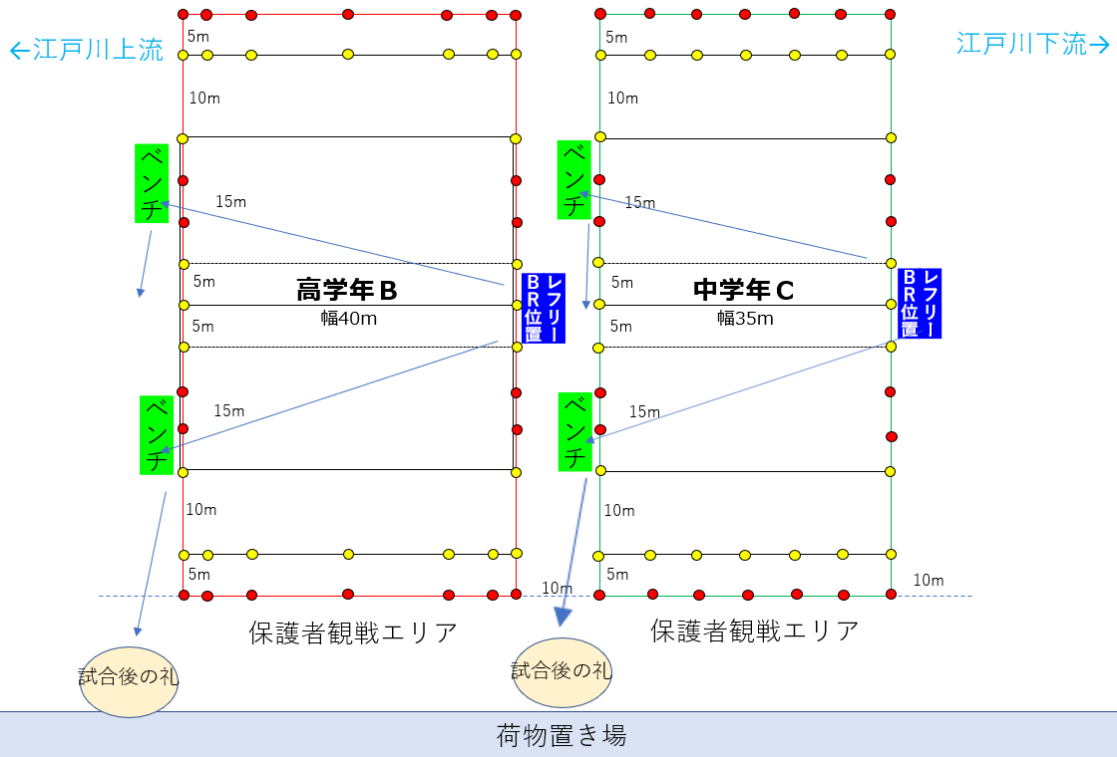 5m
5m
←江戸川上流
江戸川下流→
10m
10m
ベンチ
ベンチ
15m
15m
5m
高学年B
幅40m
レフリー
BR位置
5m
中学年C
幅35m
レフリー
BR位置
5m
5m
ベンチ
ベンチ
15m
15m
10m
10m
5m
10m
5m
10m
保護者観戦エリア
保護者観戦エリア
試合後の礼
試合後の礼
荷物置き場